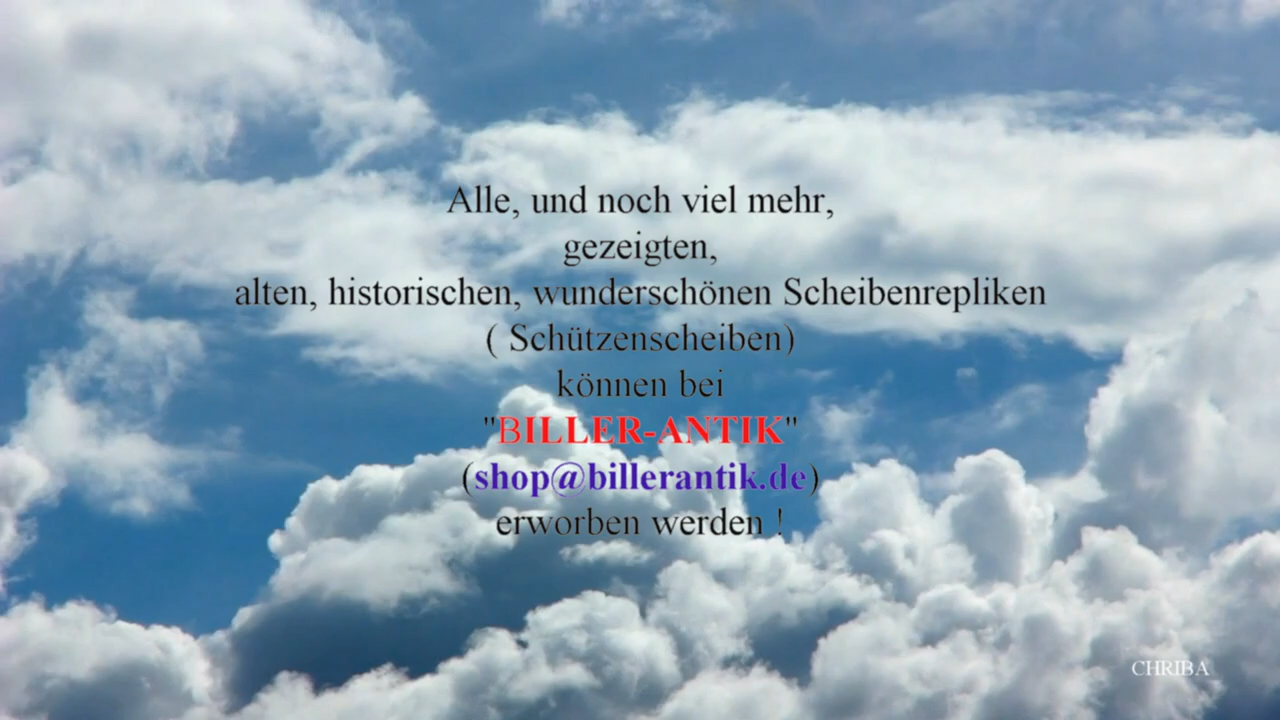 Alle, und noch viel mehr,
gezeigten,
alten, historischen, wunderschönen Scheibenrepliken
( Schützenscheiben)
können bei
"BILLER-ANTIK"
(shop@billerantik.de)
erworben werden !
CHRIBA